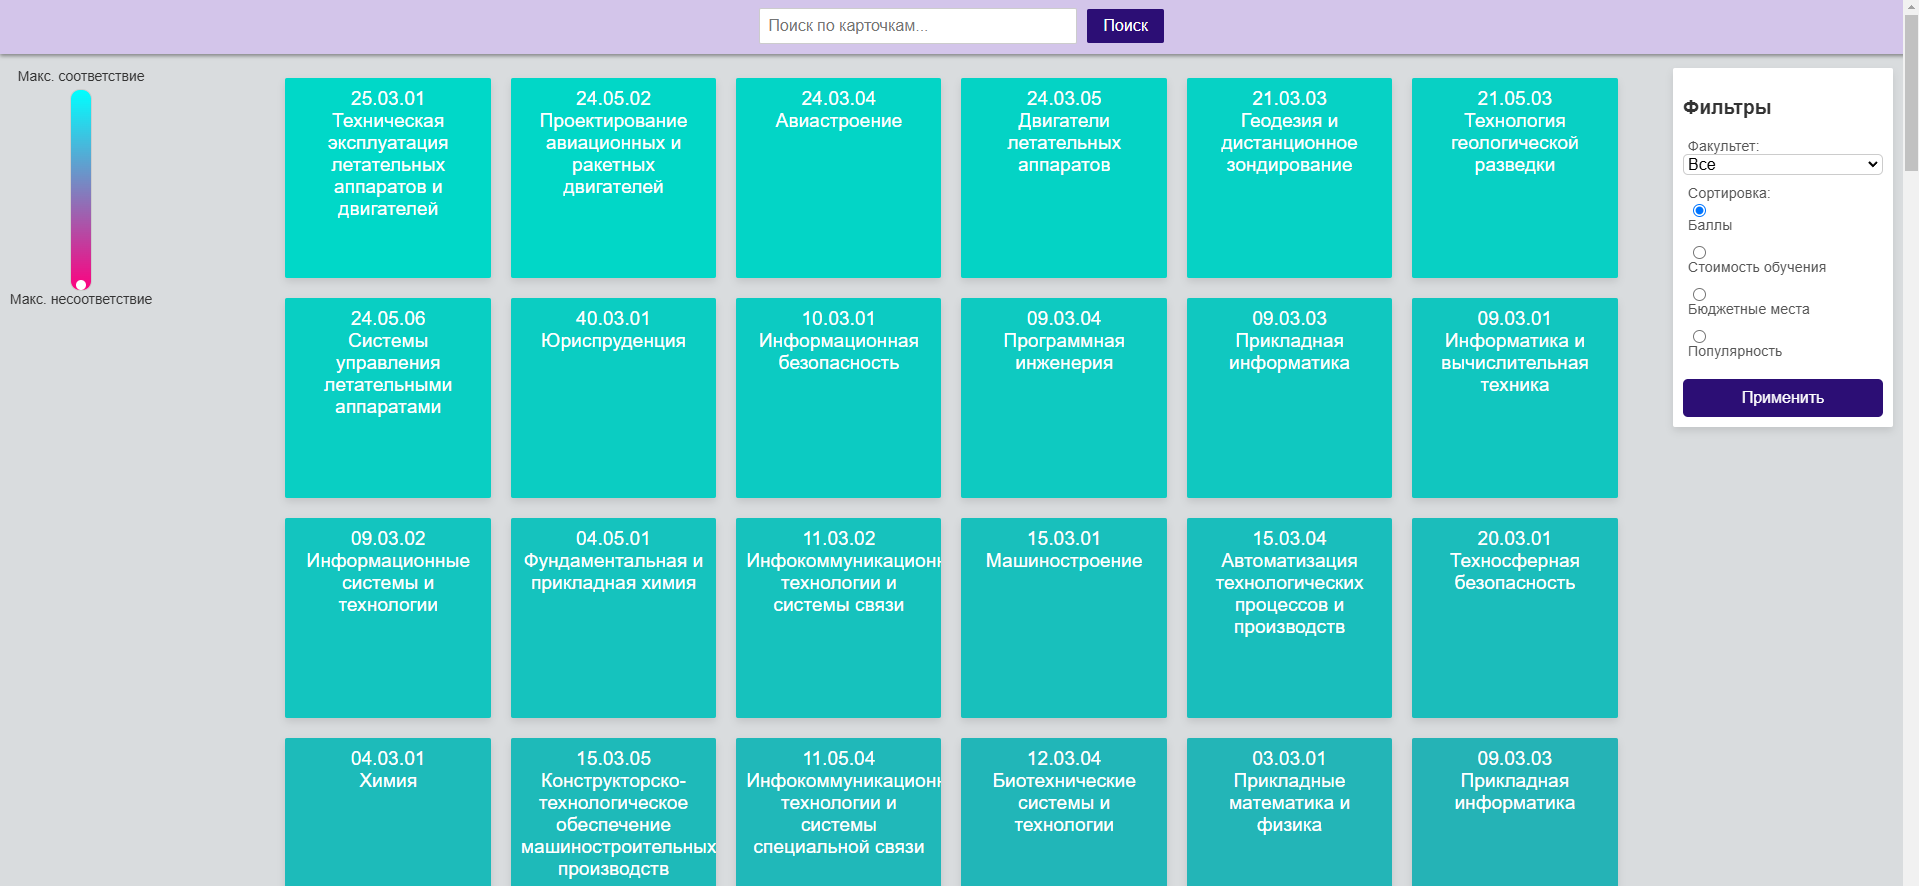 Поиск по карточкам...
Поиск
Макс. соответствие
Макс. несоответствие
25.03.01
Техническая
эксплуатация
летательных
аппаратов и
двигателей
24.05.02
Проектирование
авиационных и
ракетных
двигателей
24.03.04
Авиастроение
24.03.05
Двигатели
летательных
аппаратов
21.03.03
Геодезия и
дистанционное
зондирование
21.05.03
Технология
геологической
разведки
24.05.06
Системы
управления
летательными
аппаратами
40.03.01
Юриспруденция
10.03.01
Информационная
безопасность
09.03.04
Программная
инженерия
09.03.03
Прикладная
информатика
09.03.01
Информатика и
вычислительная
техника
09.03.02
Информационные
системы и
технологии
04.05.01
Фундаментальная и
прикладная химия
11.03.02
Инфокоммуникационн
технологии и
системы связи
15.03.01
Машиностроение
15.03.04
Автоматизация
технологических
процессов и
производств
20.03.01
Техносферная
безопасность
04.03.01
Химия
15.03.05
Конструкторско-
технологическое
обеспечение
машиностроительных
производств
11.05.04
Инфокоммуникационн
технологии и
системы
специальной связи
12.03.04
Биотехнические
системы и
технологии
03.03.01
Прикладные
математика и
физика
09.03.03
Прикладная
информатика
Фильтры
Факультет:
Все
Сортировка:
Баллы
Стоимость обучения
Бюджетные места
Популярность
Применить